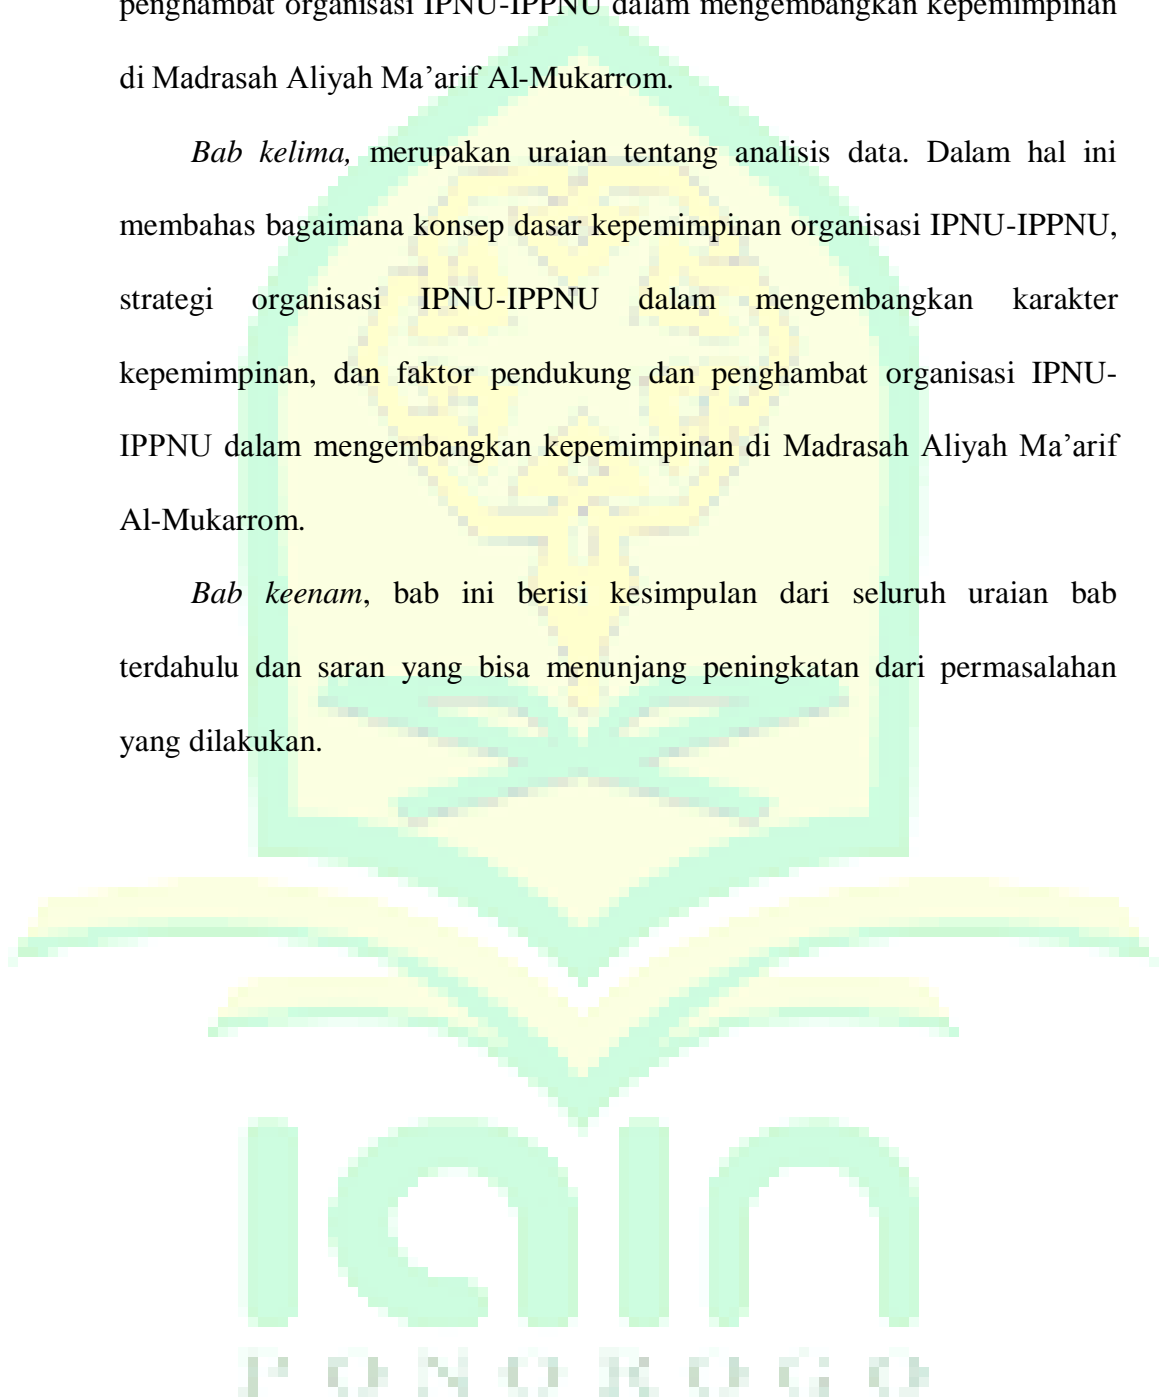 penghambat organisasi IPNU-IPPNU dalam mengembangkan kepemimpinan
di Madrasah Aliyah Ma’arif Al-Mukarrom.
Bab kelima, merupakan uraian tentang analisis data. Dalam hal ini
membahas bagaimana konsep dasar kepemimpinan organisasi IPNU-IPPNU,
strategi organisasi IPNU-IPPNU dalam mengembangkan karakter
kepemimpinan, dan faktor pendukung dan penghambat organisasi IPNU-
IPPNU dalam mengembangkan kepemimpinan di Madrasah Aliyah Ma’arif
Al-Mukarrom.
Bab keenam, bab ini berisi kesimpulan dari seluruh uraian bab
terdahulu dan saran yang bisa menunjang peningkatan dari permasalahan
yang dilakukan.
IAIN
PONOROGO